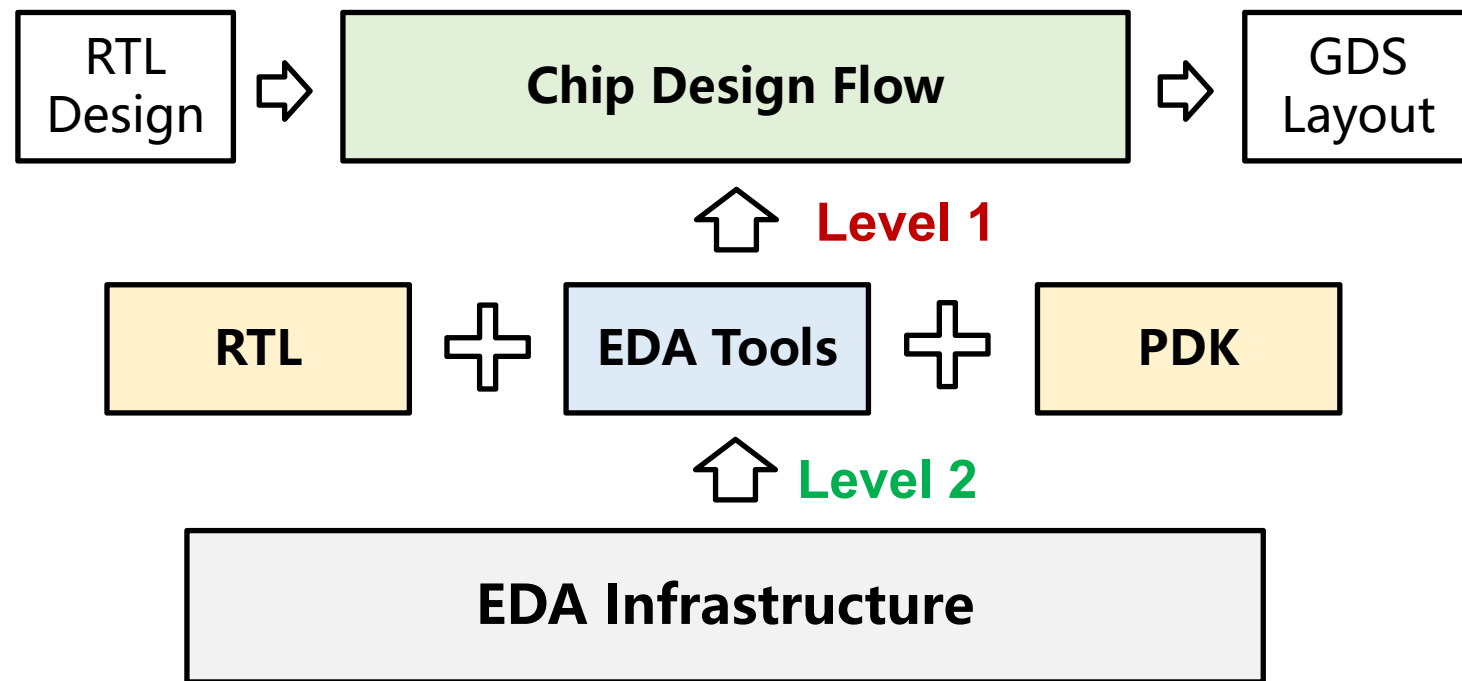 RTL
Design
Chip Design Flow
GDS
Layout
Level 1
RTL
EDA Tools
PDK
Level 2
EDA Infrastructure